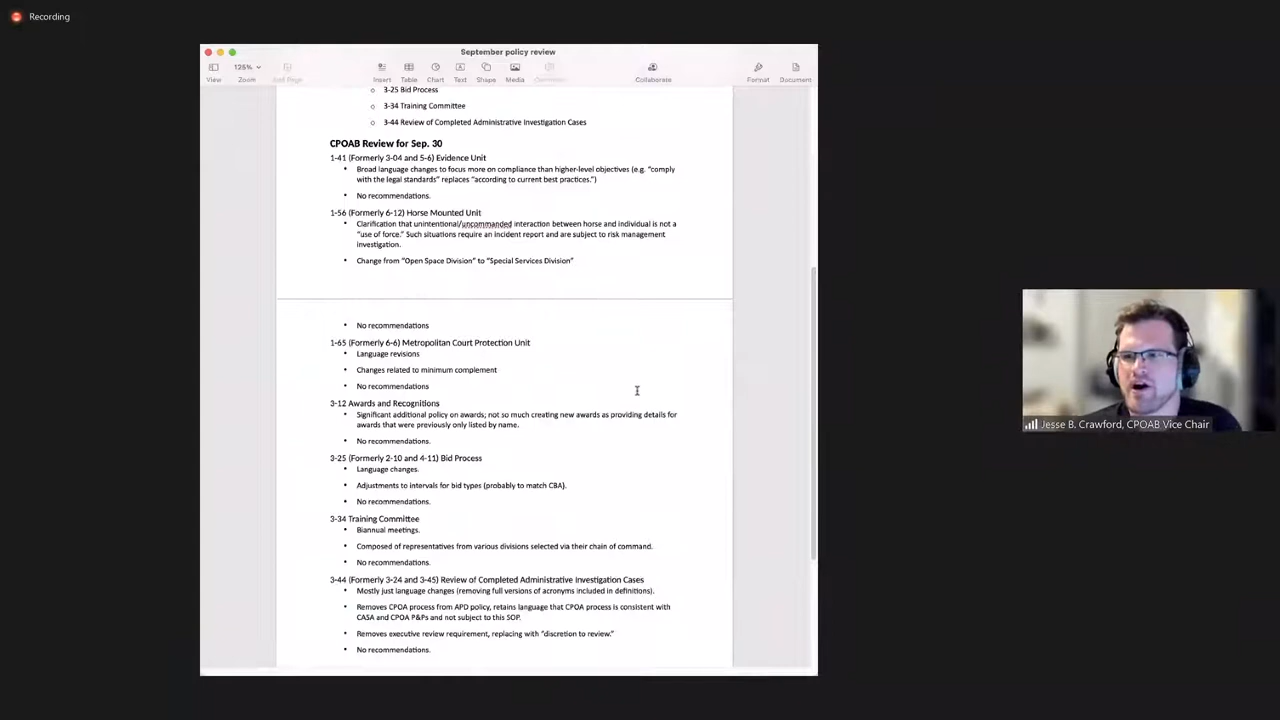 Recording
September policy review
125%
View
Zoom
Add Page
Insert
Table
Chart
Text
Shape
Media
Comment
Collaborate
Format
Document
3-25 Bid Process
3-34 Training Committee
3-44 Review of Completed Administrative Investigation Cases
CPOAB Review for Sep. 30
1-41 (Formerly 3-04 and 5-6) Evidence Unit
• Broad language changes to focus more on compliance than higher-level objectives (e.g. “comply
with the legal standards” replaces “according to current best practices.”)
• No recommendations.
1-56 (Formerly 6-12) Horse Mounted Unit
• Clarification that unintentional/uncommanded interaction between horse and individual is not a
“use of force.” Such situations require an incident report and are subject to risk management
investigation.
• Change from “Open Space Division” to “Special Services Division”
• No recommendations
1-65 (Formerly 6-6) Metropolitan Court Protection Unit
• Language revisions
• Changes related to minimum complement
• No recommendations
3-12 Awards and Recognitions
• Significant additional policy on awards; not so much creating new awards as providing details for
awards that were previously only listed by name.
• No recommendations.
3-25 (Formerly 2-10 and 4-11) Bid Process
• Language changes.
• Adjustments to intervals for bid types (probably to match CBA).
• No recommendations.
3-34 Training Committee
• Biannual meetings.
• Composed of representatives from various divisions selected via their chain of command.
• No recommendations.
3-44 (Formerly 3-24 and 3-45) Review of Completed Administrative Investigation Cases
• Mostly just language changes (removing full versions of acronyms included in definitions).
• Removes CPOA process from APD policy, retains language that CPOA process is consistent with
CASA and CPOA P&Ps and not subject to this SOP.
• Removes executive review requirement, replacing with “discretion to review.”
• No recommendations.
Jesse B. Crawford, CPOAB Vice Chair